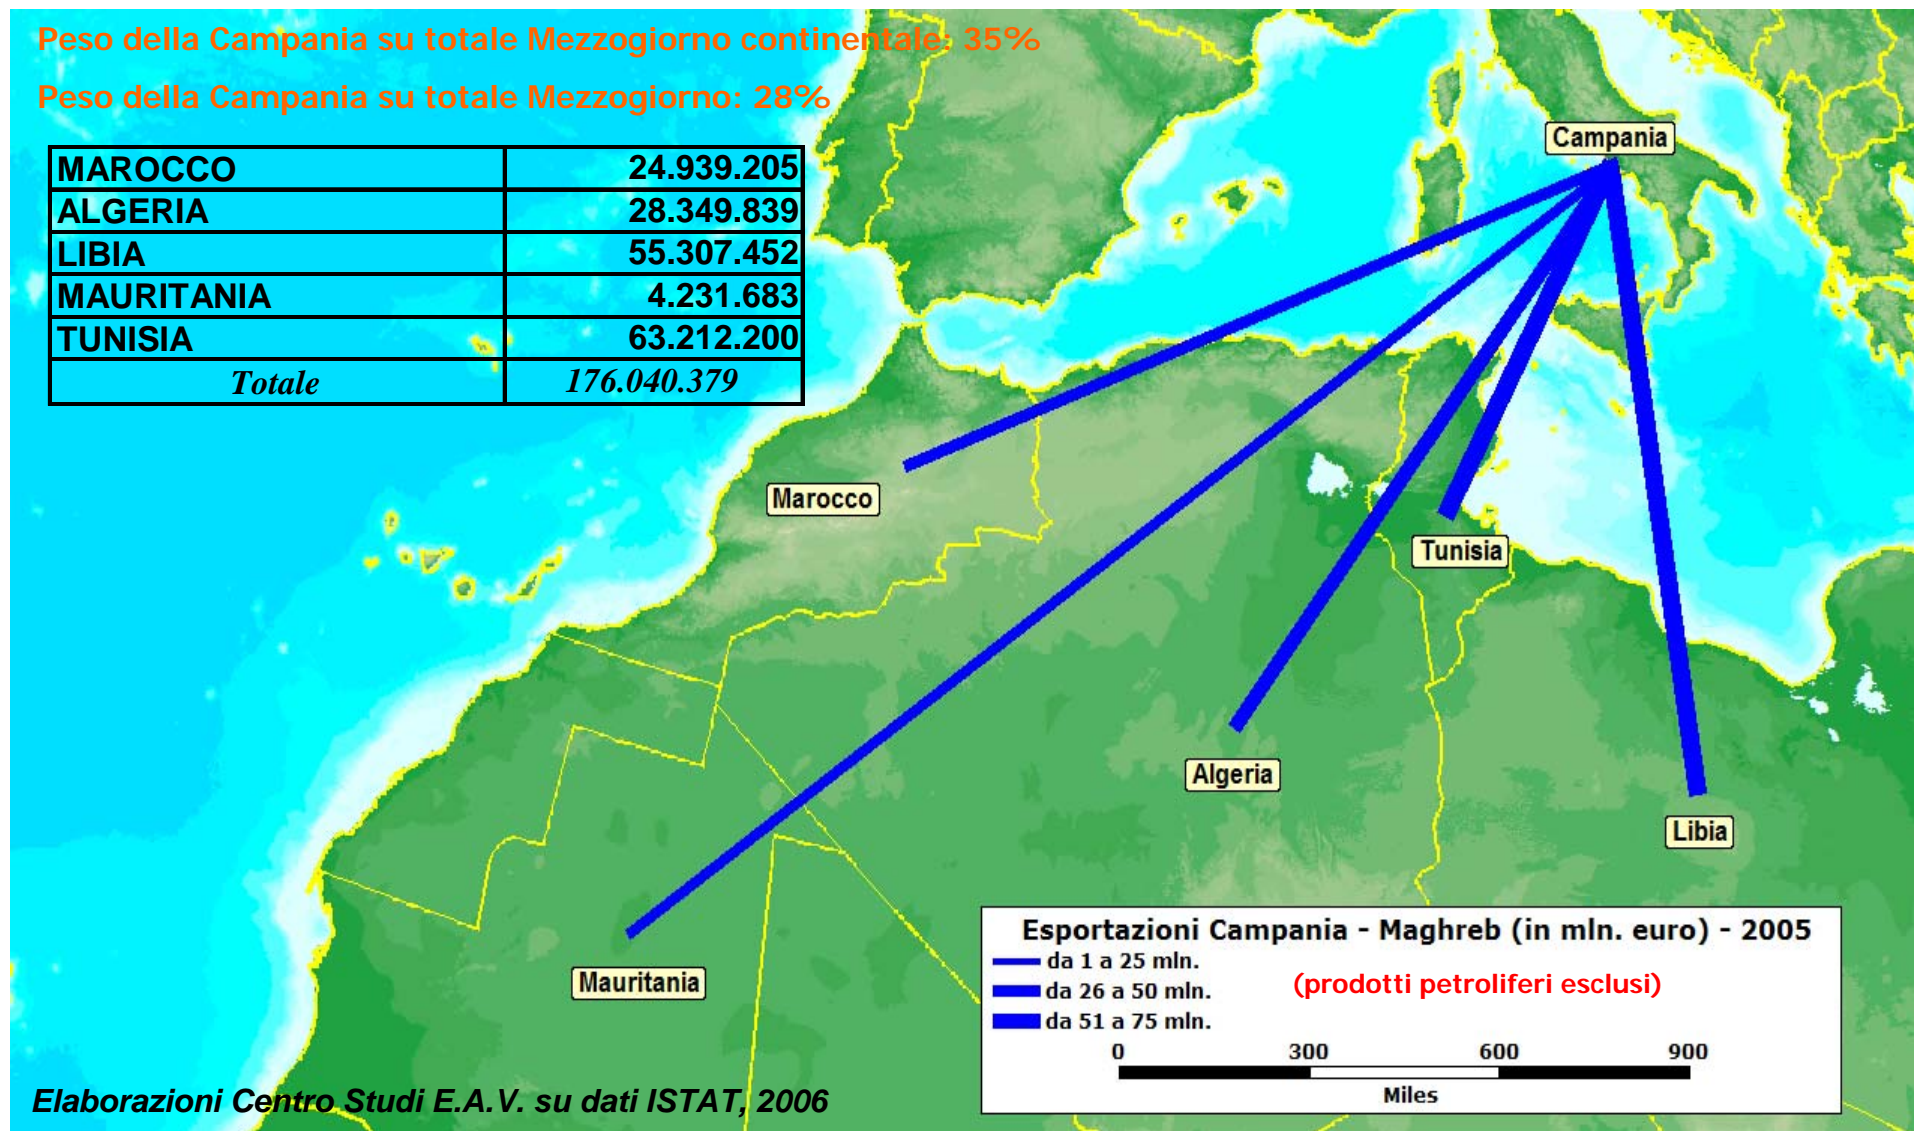 Peso della Campania su totale Mezzogiorno continentale: 35%
Peso della Campania su totale Mezzogiorno: 28%
MAROCCO 24.939.205
ALGERIA 28.349.839
LIBIA 55.307.452
MAURITANIA 4.231.683
TUNISIA 63.212.200
Totale 176.040.379
Campania
Marocco
Tunisia
Algeria
Libia
Mauritania
Esportazioni Campania - Maghreb (in mln. euro) - 2005
da 1 a 25 mln.
(prodotti petroliferi esclusi)
da 26 a 50 mln.
da 51 a 75 mln.
0 300 600 900
Miles
Elaborazioni Centro Studi E.A.V. su dati ISTAT, 2006